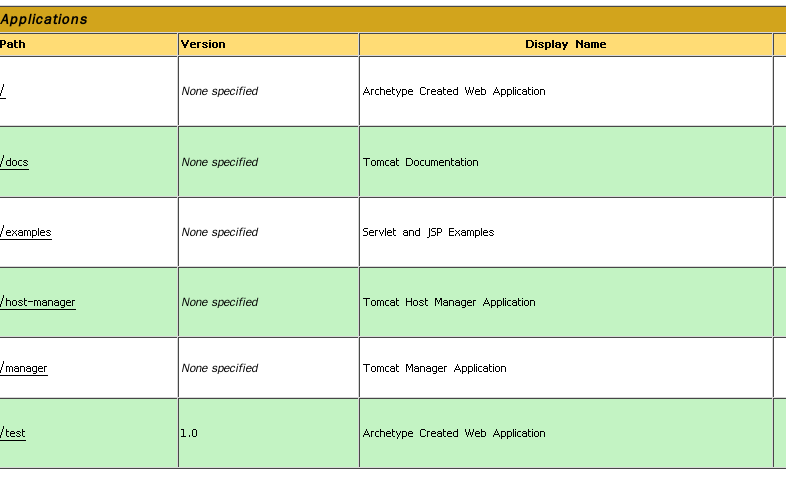 Applications
Path Version Display Name
/ None specified Archetype Created Web Application
/docs None specified Tomcat Documentation
/examples None specified Servlet and JSP Examples
/host-manager None specified Tomcat Host Manager Application
/manager None specified Tomcat Manager Application
/test 1.0 Archetype Created Web Application